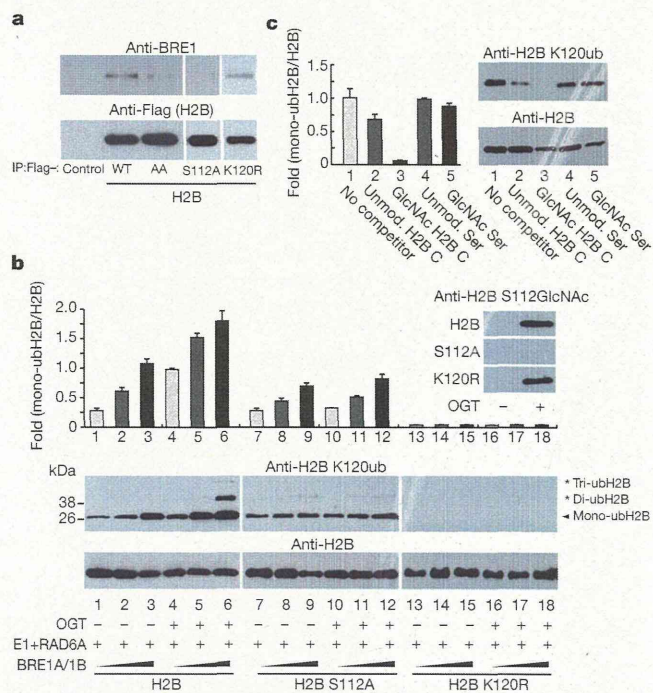 a
Anti-BRE1
Anti-Flag (H2B)
IP:Flag–: Control WT AA S112A K120R
H2B
c
Fold (mono-ubH2B/H2B)
1.5
1.0
0.5
0
1 2 3 4 5
No competitor
Unmod. H2B C
GlcNAc H2B C
Unmod. Ser
GlcNAc Ser
Anti-H2B K120ub
Anti-H2B
1 2 3 4 5
No competitor
Unmod. H2B C
GlcNAc H2B C
Unmod. Ser
GlcNAc Ser
b
Fold (mono-ubH2B/H2B)
2.0
1.5
1.0
0.5
0
1 2 3 4 5 6 7 8 9 10 11 12 13 14 15 16 17 18
Anti-H2B S112GlcNAc
H2B
S112A
K120R
OGT – +
kDa
Anti-H2B K120ub
38
26
* Tri-ubH2B
* Di-ubH2B
◄ Mono-ubH2B
Anti-H2B
1 2 3 4 5 6 7 8 9 10 11 12 13 14 15 16 17 18
OGT – – – + + + – – – + + + – – – + + +
E1+RAD6A + + + + + + + + + + + + + + + + + +
BRE1A/1B
H2B H2B S112A H2B K120R